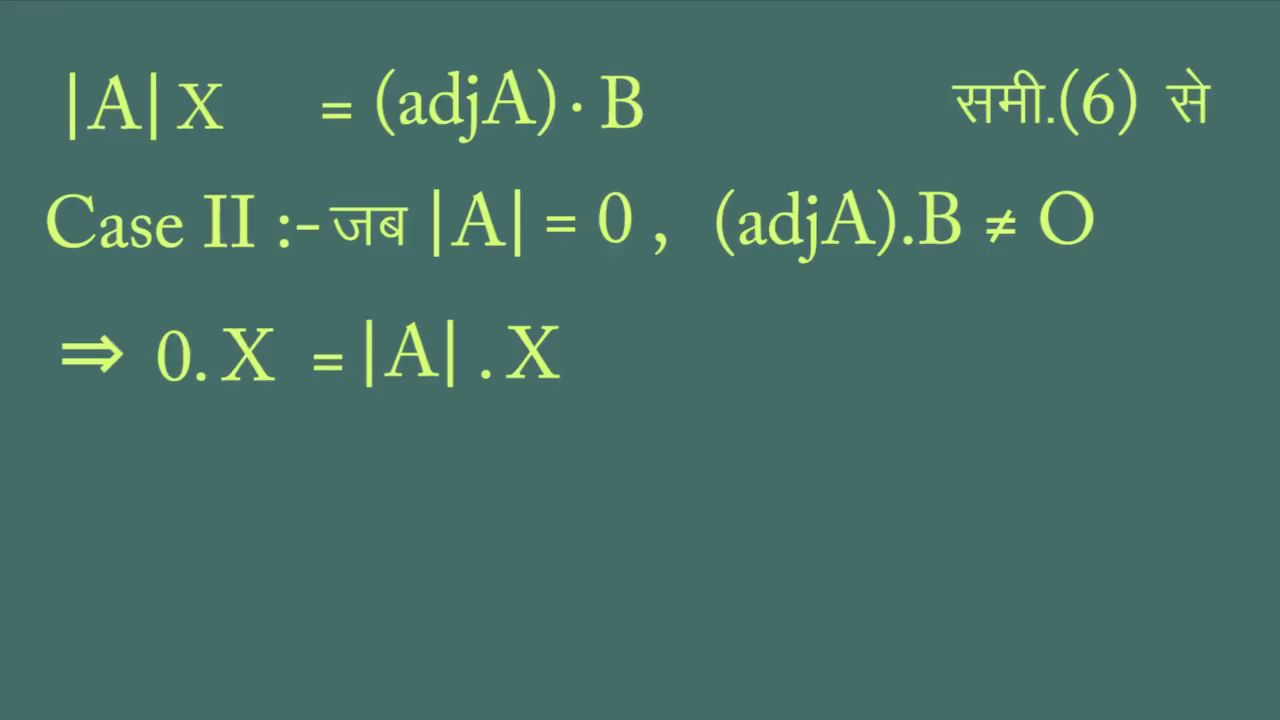 |A| X = (adjA) · B समी.(6) से
Case II :- जब |A| = 0 , (adjA).B ≠ O
⇒ 0. X = |A| . X